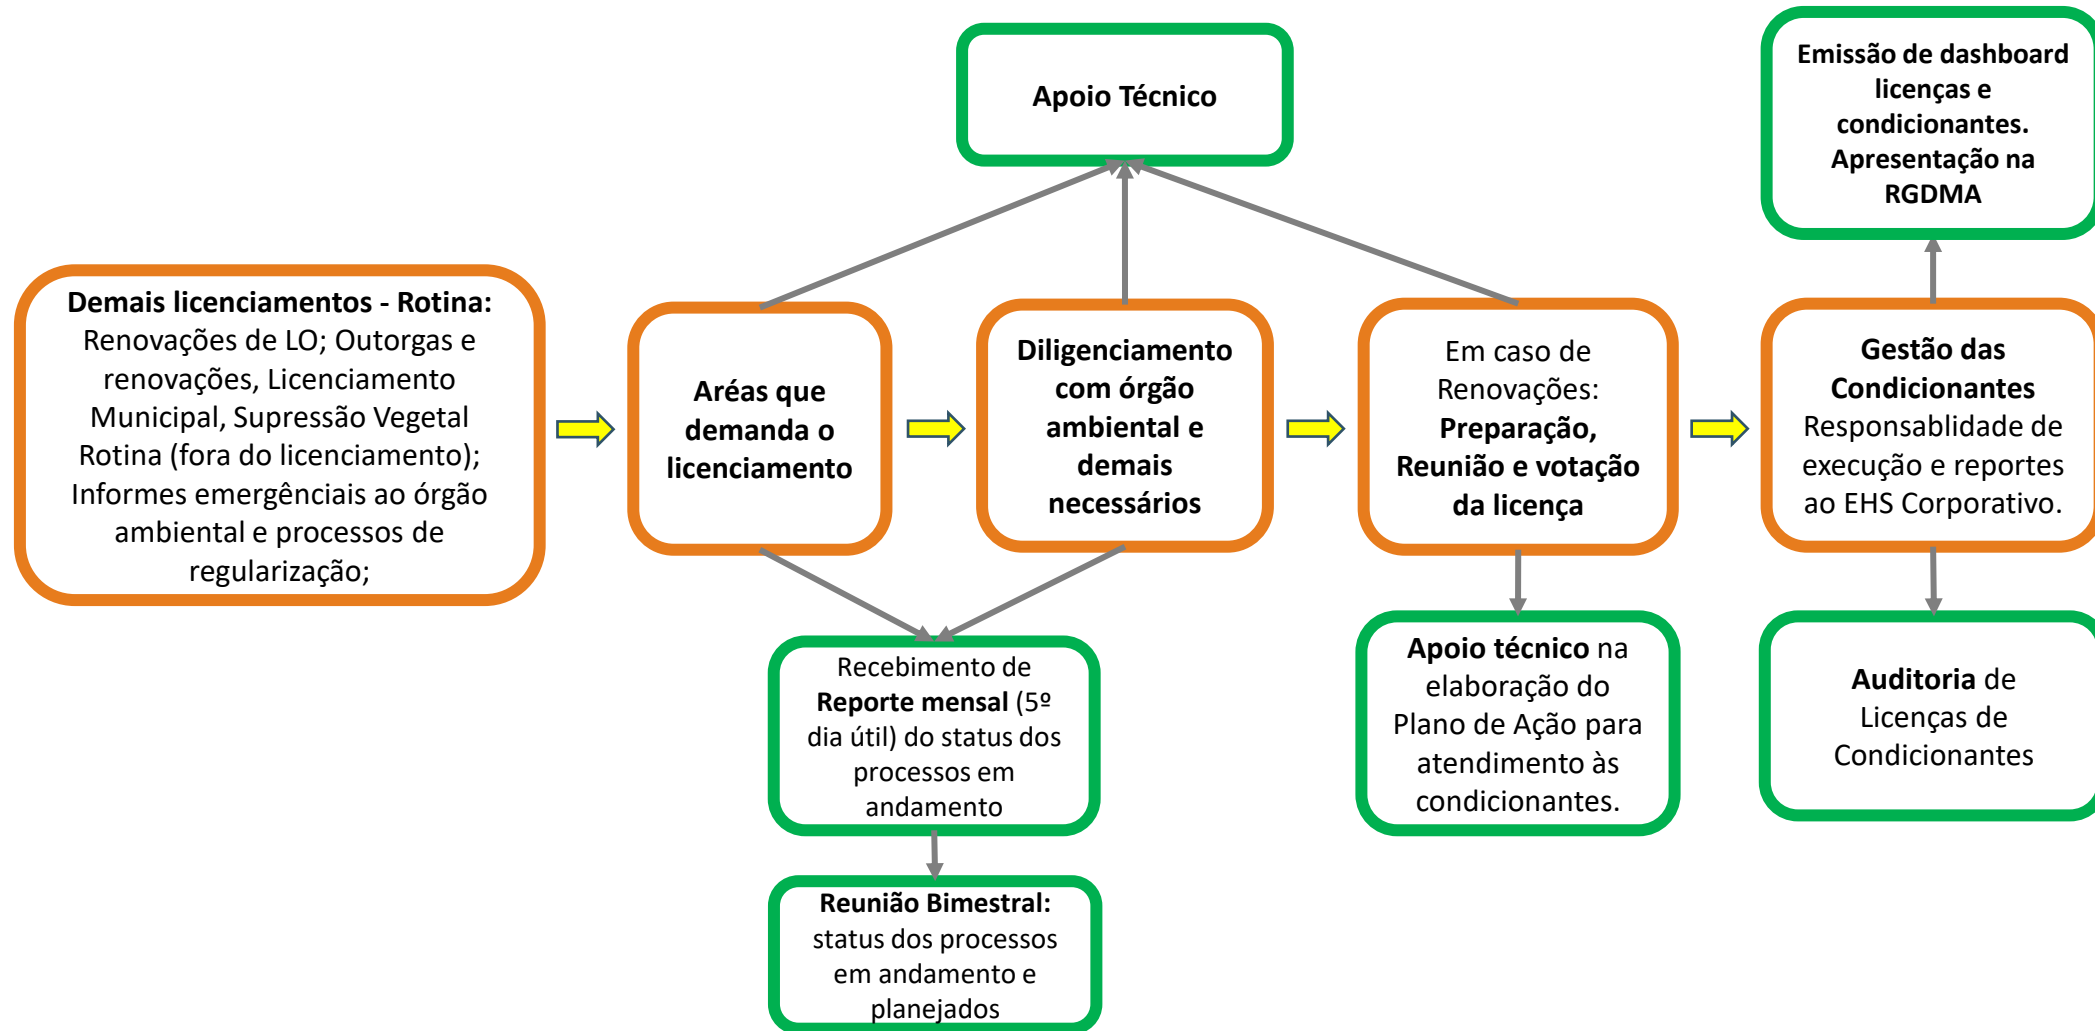 Apoio Técnico
Emissão de dashboard
licenças e
condicionantes.
Apresentação na
RGDMA
Demais licenciamentos - Rotina:
Renovações de LO; Outorgas e
renovações, Licenciamento
Municipal, Supressão Vegetal
Rotina (fora do licenciamento);
Informes emergênciais ao órgão
ambiental e processos de
regularização;
Aréas que
demanda o
licenciamento
Diligenciamento
com órgão
ambiental e
demais
necessários
Em caso de
Renovações:
Preparação,
Reunião e votação
da licença
Gestão das
Condicionantes
Responsablidade de
execução e reportes
ao EHS Corporativo.
Recebimento de
Reporte mensal (5º
dia útil) do status dos
processos em
andamento
Apoio técnico na
elaboração do
Plano de Ação para
atendimento às
condicionantes.
Auditoria de
Licenças de
Condicionantes
Reunião Bimestral:
status dos processos
em andamento e
planejados